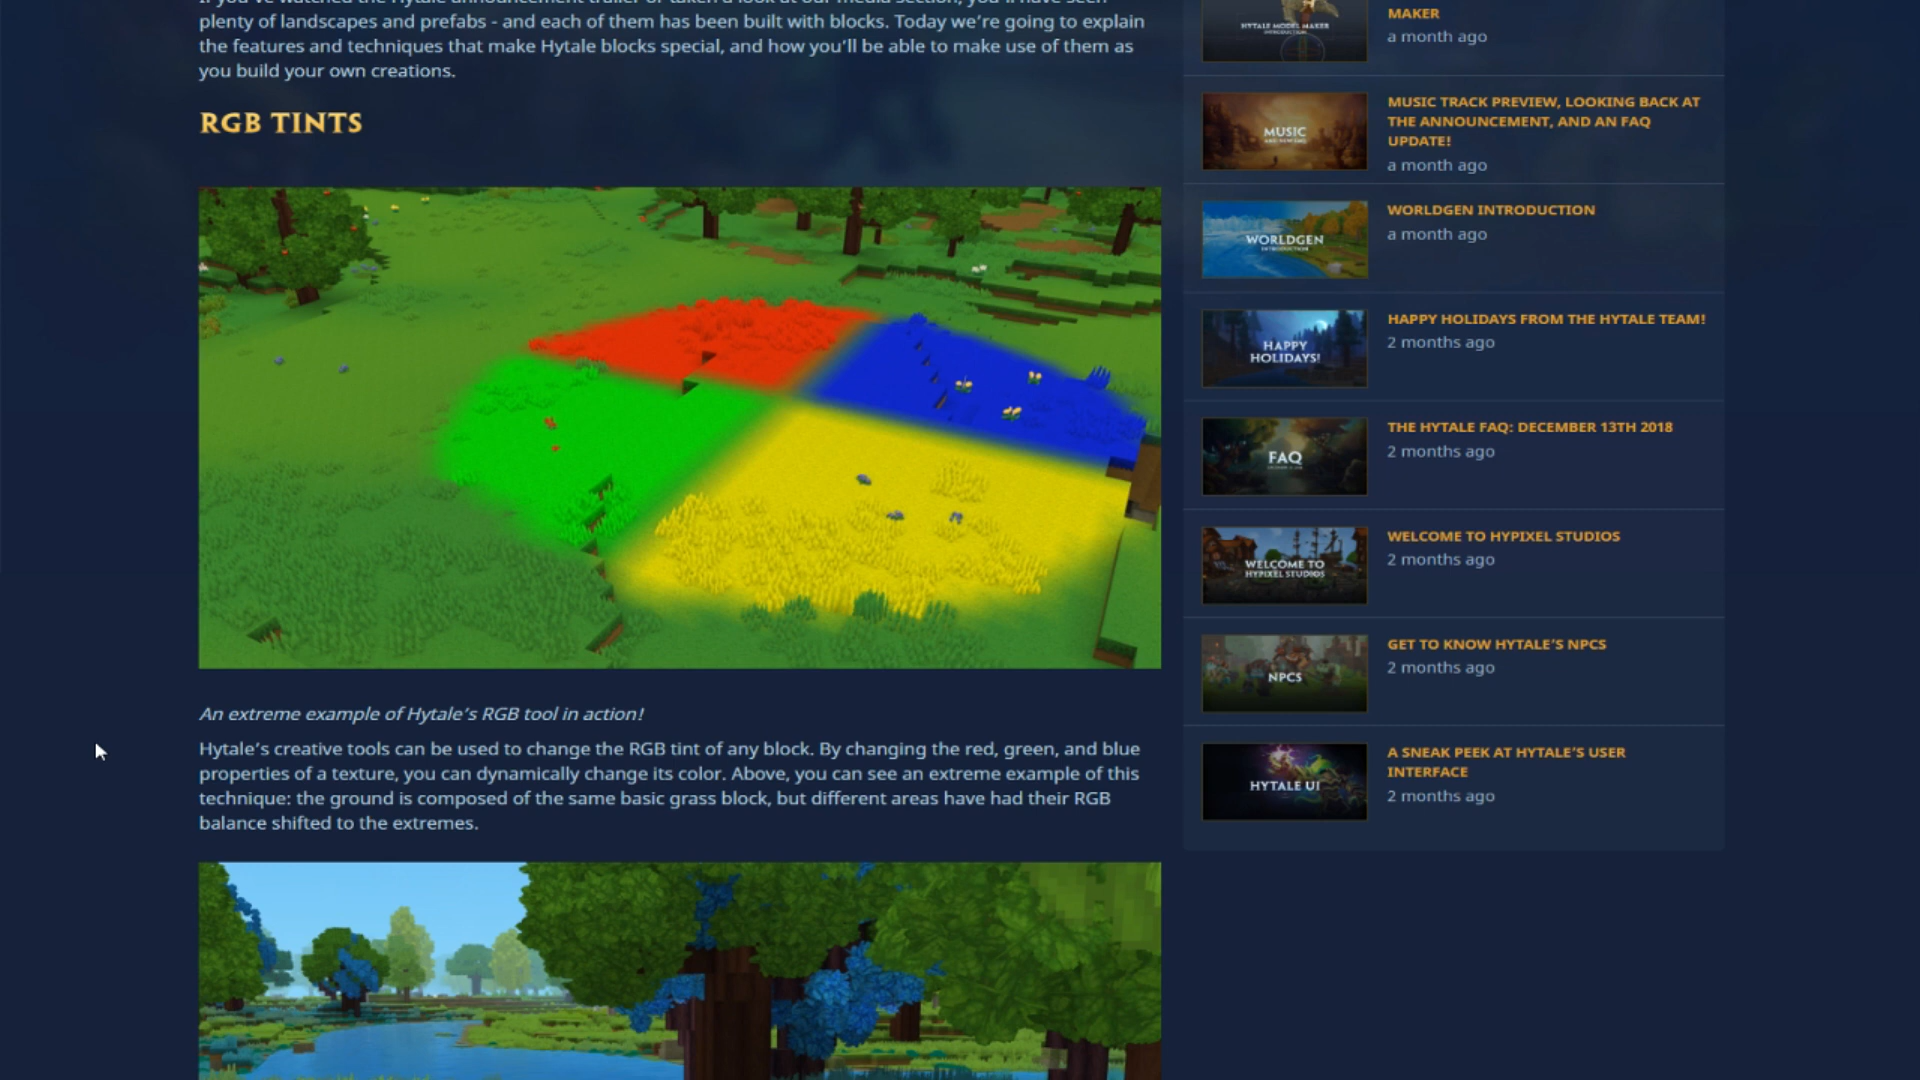 plenty of landscapes and prefabs - and each of them has been built with blocks. Today we're going to explain
the features and techniques that make Hytale blocks special, and how you'll be able to make use of them as
you build your own creations.
RGB TINTS
An extreme example of Hytale's RGB tool in action!
Hytale's creative tools can be used to change the RGB tint of any block. By changing the red, green, and blue
properties of a texture, you can dynamically change its color. Above, you can see an extreme example of this
technique: the ground is composed of the same basic grass block, but different areas have had their RGB
balance shifted to the extremes.
HYTALE MODEL MAKER
INTRODUCTION
MAKER
a month ago
MUSIC
MUSIC TRACK PREVIEW, LOOKING BACK AT
THE ANNOUNCEMENT, AND AN FAQ
UPDATE!
a month ago
WORLDGEN
INTRODUCTION
WORLDGEN INTRODUCTION
a month ago
HAPPY
HOLIDAYS!
HAPPY HOLIDAYS FROM THE HYTALE TEAM!
2 months ago
FAQ
THE HYTALE FAQ: DECEMBER 13TH 2018
2 months ago
WELCOME TO
HYPIXEL STUDIOS
WELCOME TO HYPIXEL STUDIOS
2 months ago
NPCS
GET TO KNOW HYTALE'S NPCS
2 months ago
HYTALE UI
A SNEAK PEEK AT HYTALE'S USER
INTERFACE
2 months ago